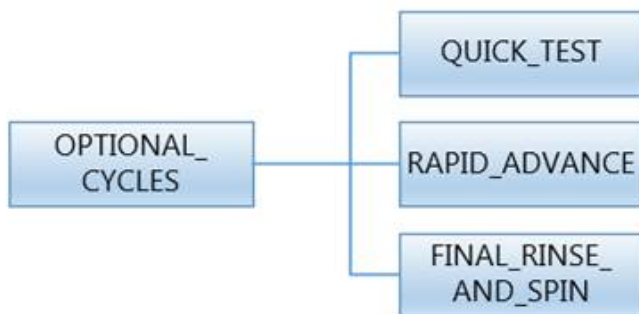 OPTIONAL_
CYCLES
QUICK_TEST
RAPID_ADVANCE
FINAL_RINSE_
AND_SPIN